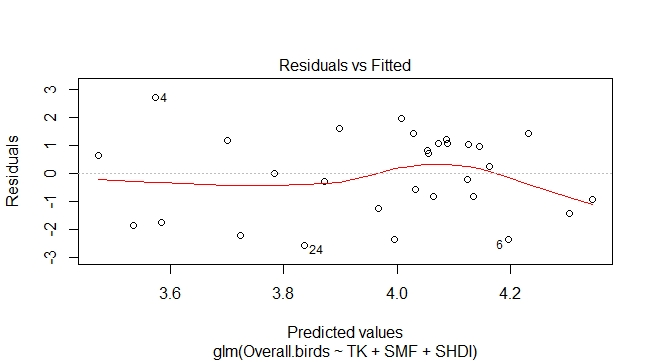 Residuals vs Fitted
Residuals
3
2
1
0
-1
-2
-3
4
24
6
3.6 3.8 4.0 4.2
Predicted values
glm(Overall.birds ~ TK + SMF + SHDI)